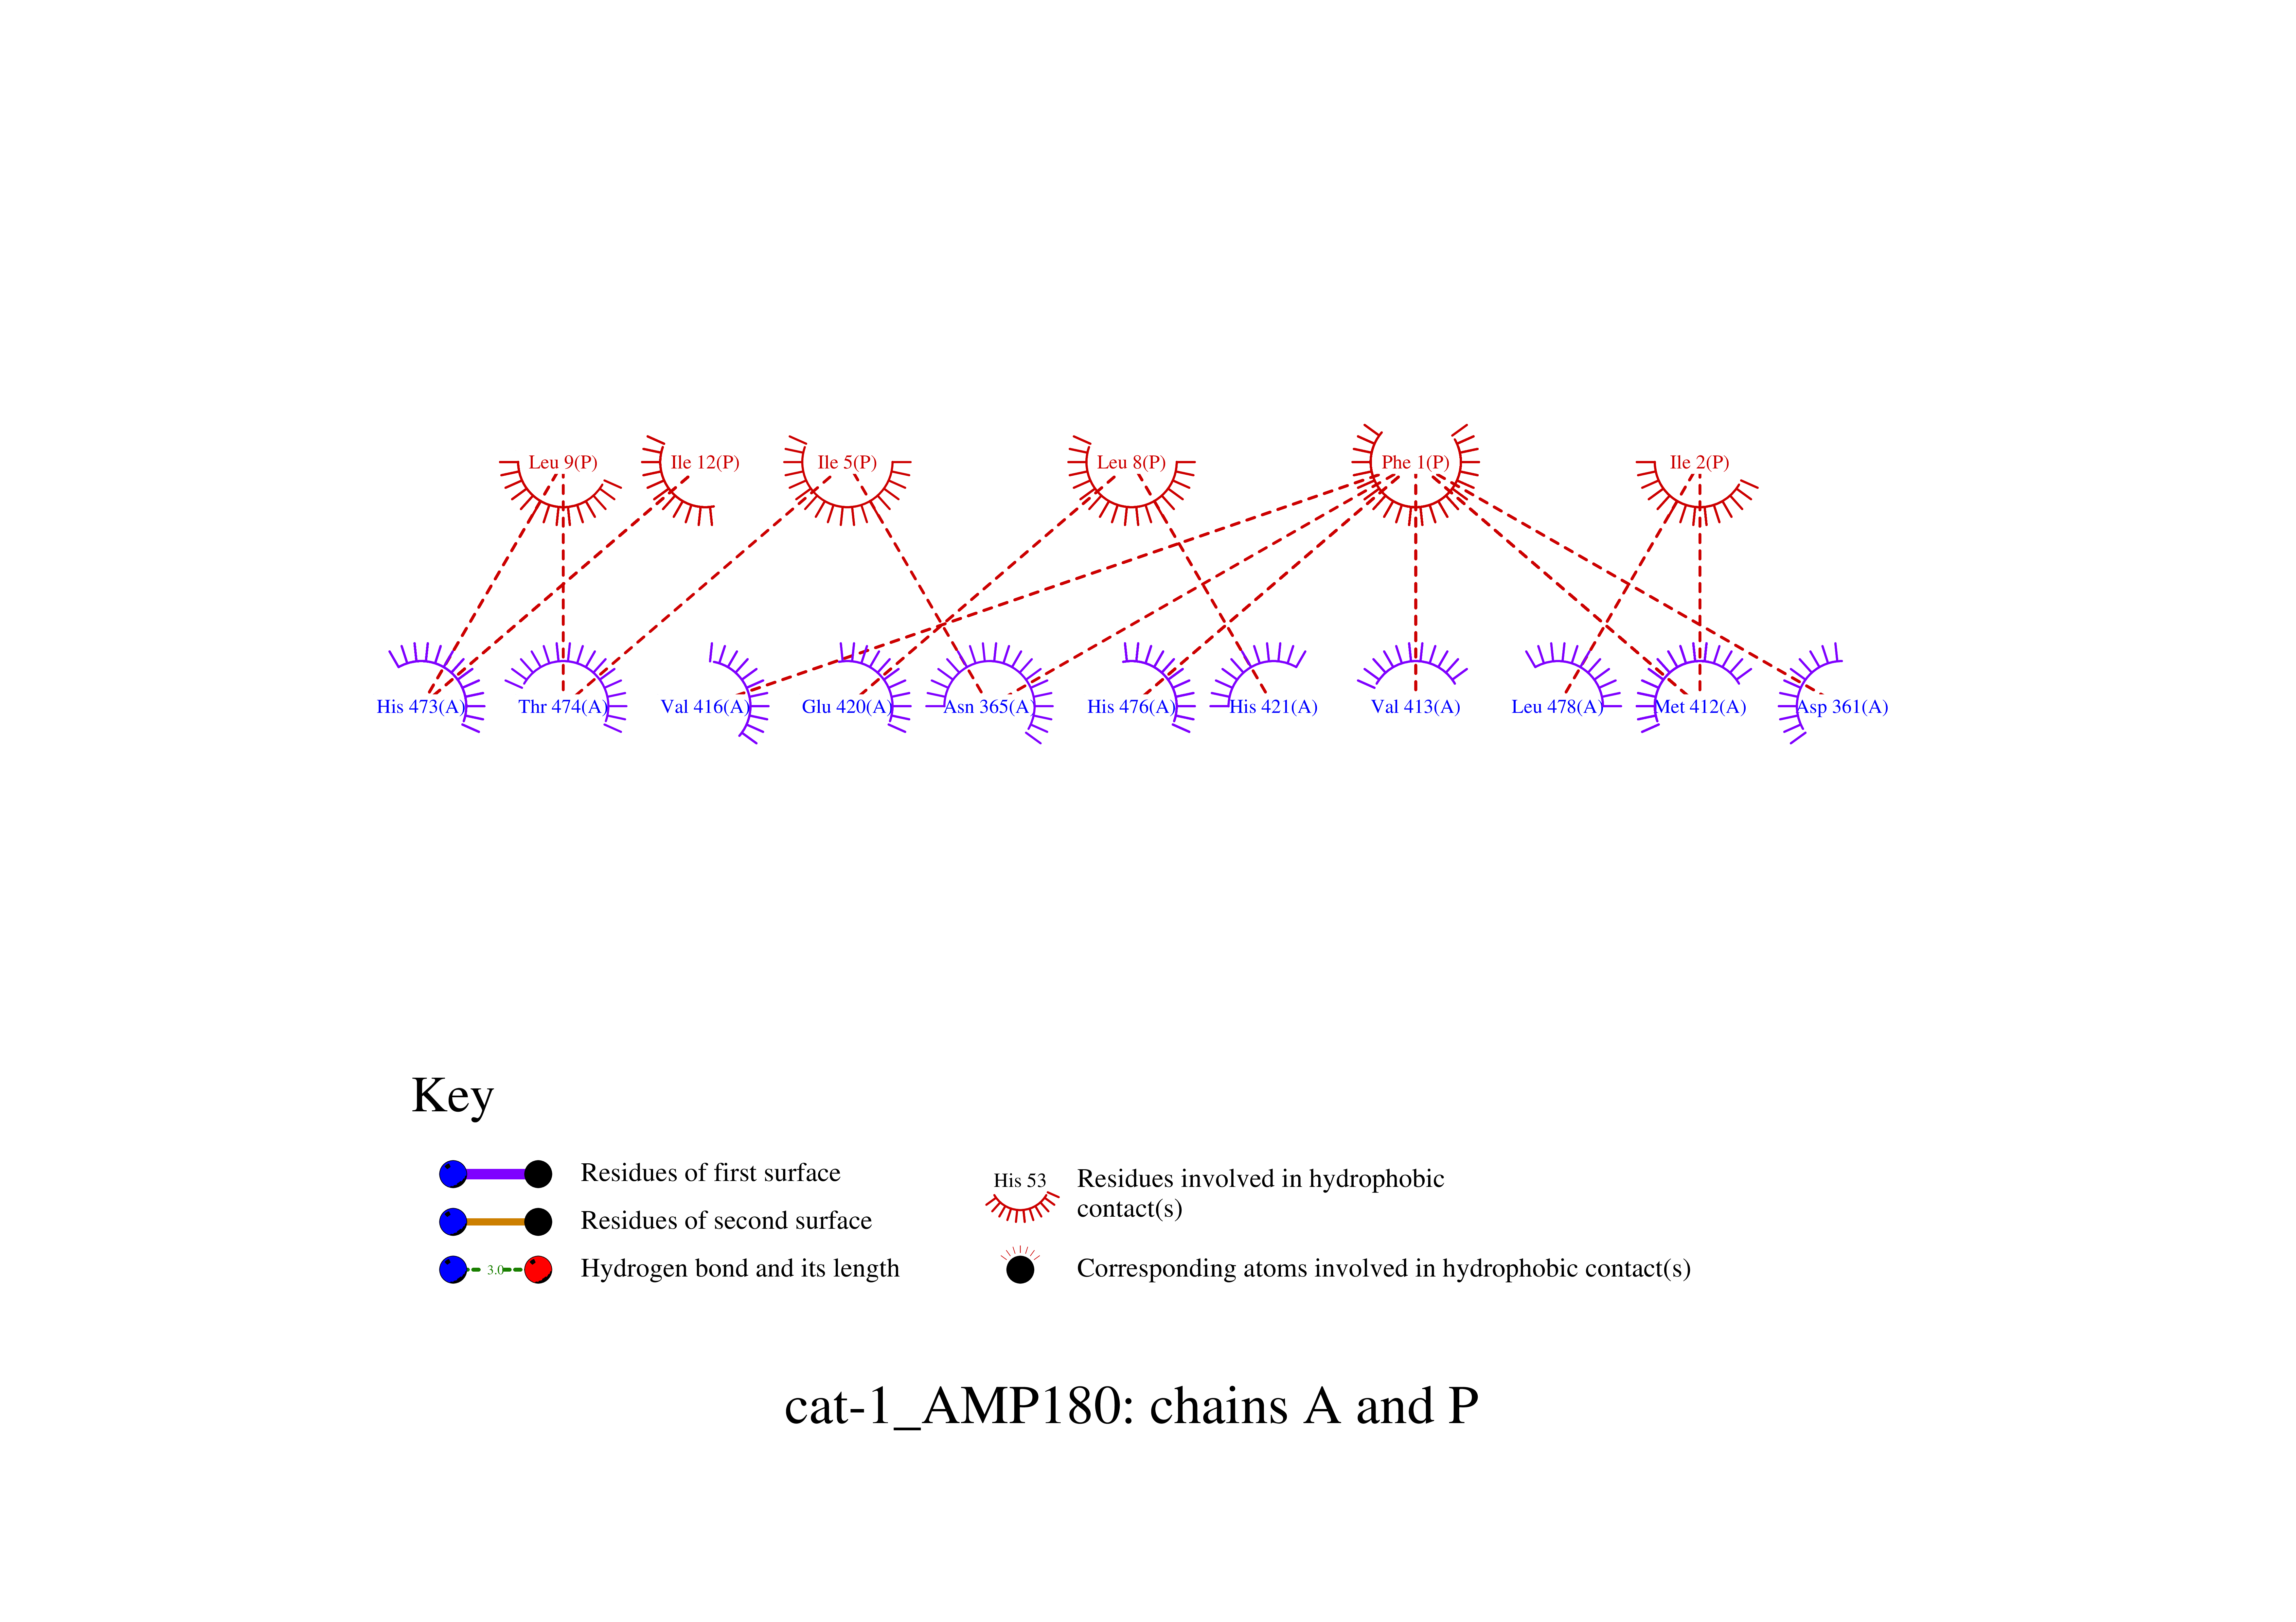 Leu 9(P) Ile 12(P) Ile 5(P) Leu 8(P) Phe 1(P) Ile 2(P)
His 473(A) Thr 474(A) Val 416(A) Glu 420(A) Asn 365(A) His 476(A) His 421(A) Val 413(A) Leu 478(A) Met 412(A) Asp 361(A)
Key
Residues of first surface
Residues of second surface
3.0 Hydrogen bond and its length
His 53 Residues involved in hydrophobic
contact(s)
Corresponding atoms involved in hydrophobic contact(s)
cat-1_AMP180: chains A and P